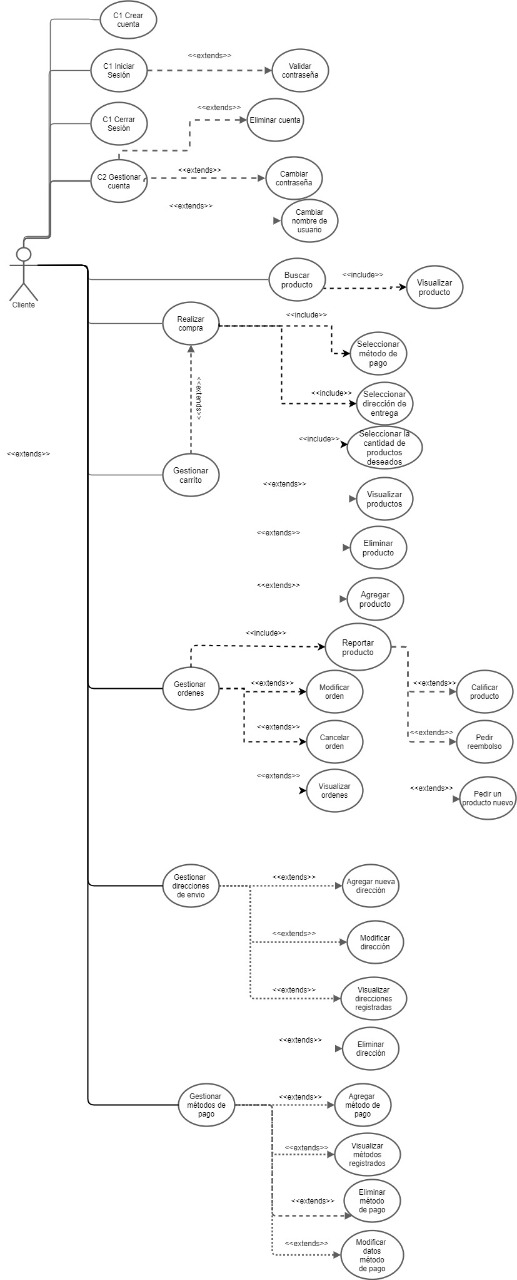 C1 Crear
cuenta
<<extends>>
C1 Iniciar
Sesión
Validar
contraseña
<<extends>>
C1 Cerrar
Sesión
Eliminar cuenta
<<extends>>
C2 Gestionar
cuenta
Cambiar
contraseña
<<extends>>
Cambiar
nombre de
usuario
Cliente
Buscar
producto
<<include>>
Visualizar
producto
Realizar
compra
<<include>>
Seleccionar
método de
pago
<<extends>>
<<include>>
Seleccionar
dirección de
entrega
<<include>>
Seleccionar la
cantidad de
productos
deseados
<<extends>>
Gestionar
carrito
<<extends>>
Visualizar
productos
<<extends>>
Eliminar
producto
<<extends>>
Agregar
producto
<<include>>
Reportar
producto
Gestionar
ordenes
<<extends>>
Modificar
orden
<<extends>>
Calificar
producto
<<extends>>
Cancelar
orden
<<extends>>
Pedir
reembolso
<<extends>>
Visualizar
ordenes
<<extends>>
Pedir un
producto nuevo
Gestionar
direcciones
de envio
<<extends>>
Agregar nueva
dirección
<<extends>>
Modificar
dirección
<<extends>>
Visualizar
direcciones
registradas
<<extends>>
Eliminar
dirección
Gestionar
métodos de
pago
<<extends>>
Agregar
método de
pago
<<extends>>
Visualizar
métodos
registrados
<<extends>>
Eliminar
método
de pago
<<extends>>
Modificar
datos método
de pago